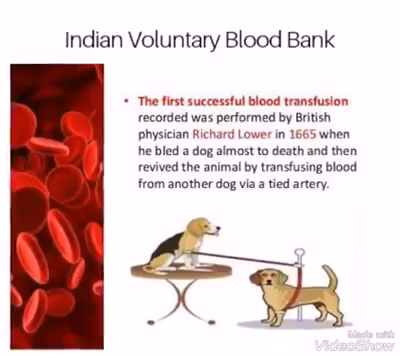 Indian Voluntary Blood Bank
• The first successful blood transfusion
recorded was performed by British
physician Richard Lower in 1665 when
he bled a dog almost to death and then
revived the animal by transfusing blood
from another dog via a tied artery.
Made with
VideoShow